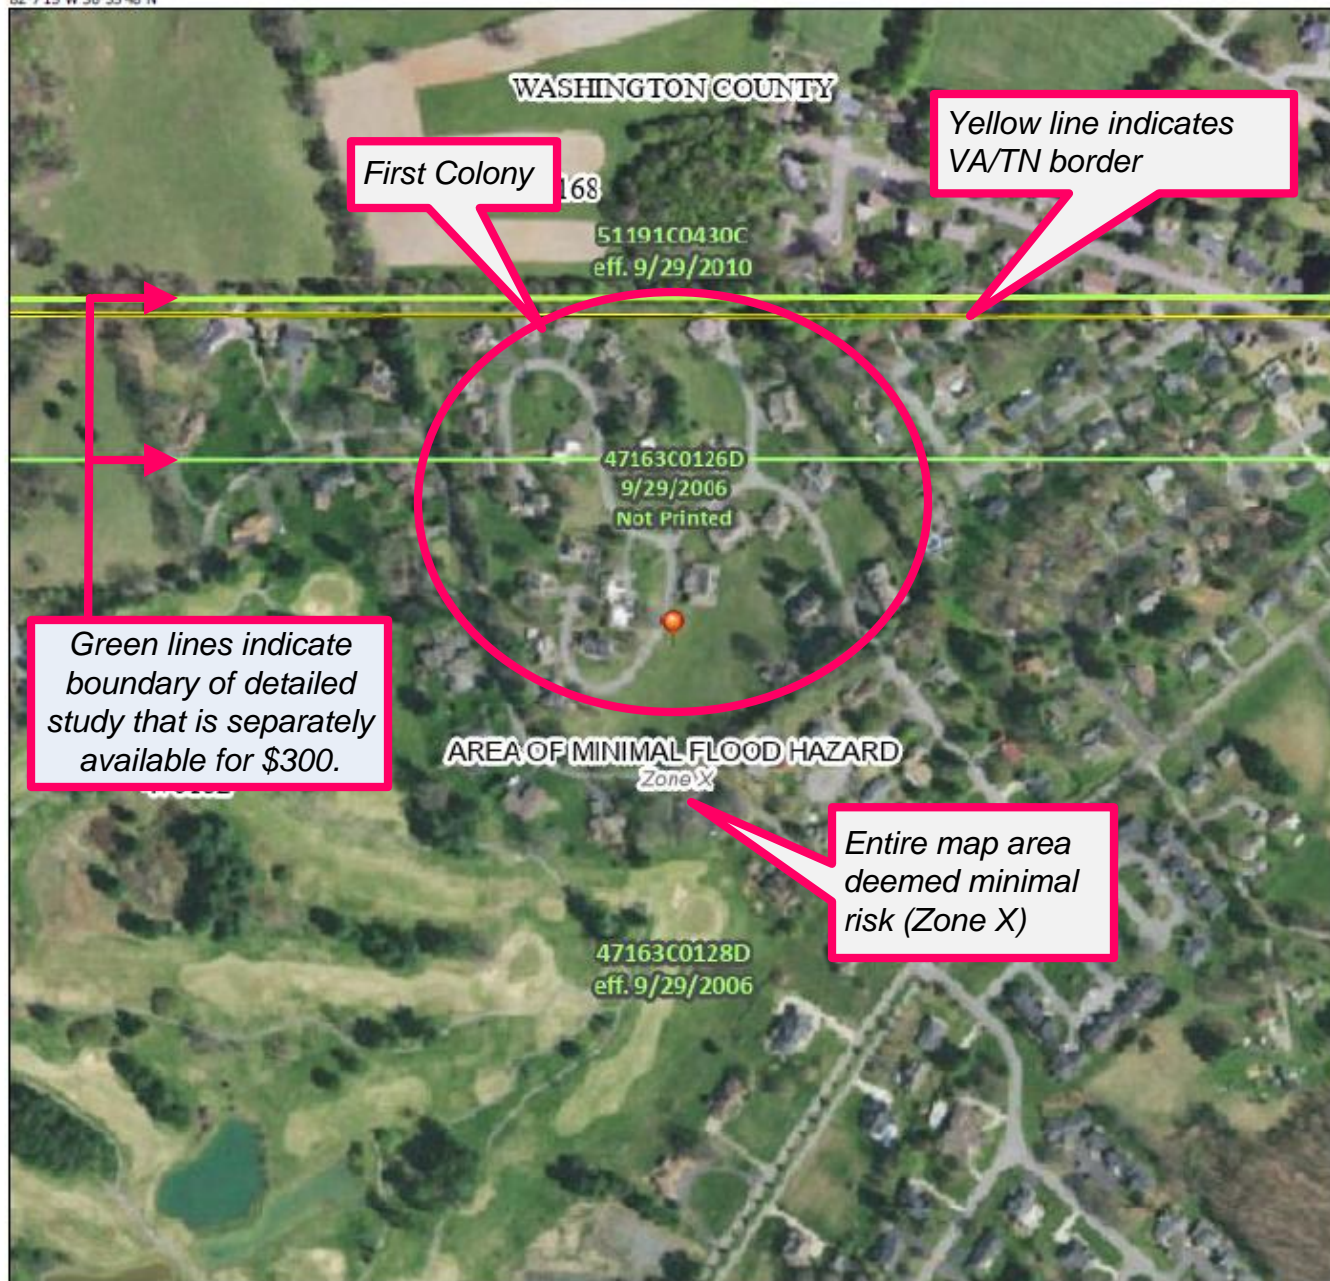 WASHINGTON COUNTY
First Colony
168
Yellow line indicates
VA/TN border
51191C0430C
eff. 9/29/2010
47163C0126D
9/29/2006
Not Printed
Green lines indicate
boundary of detailed
study that is separately
available for $300.
AREA OF MINIMAL FLOOD HAZARD
Zone X
Entire map area
deemed minimal
risk (Zone X)
47163C0128D
eff. 9/29/2006